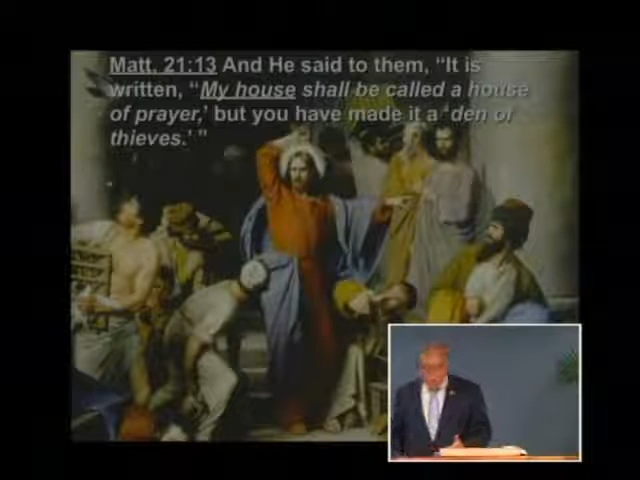 Matt. 21:13 And He said to them, “It is
written, “My house shall be called a house
of prayer,’ but you have made it a ‘den of
thieves.’ ”